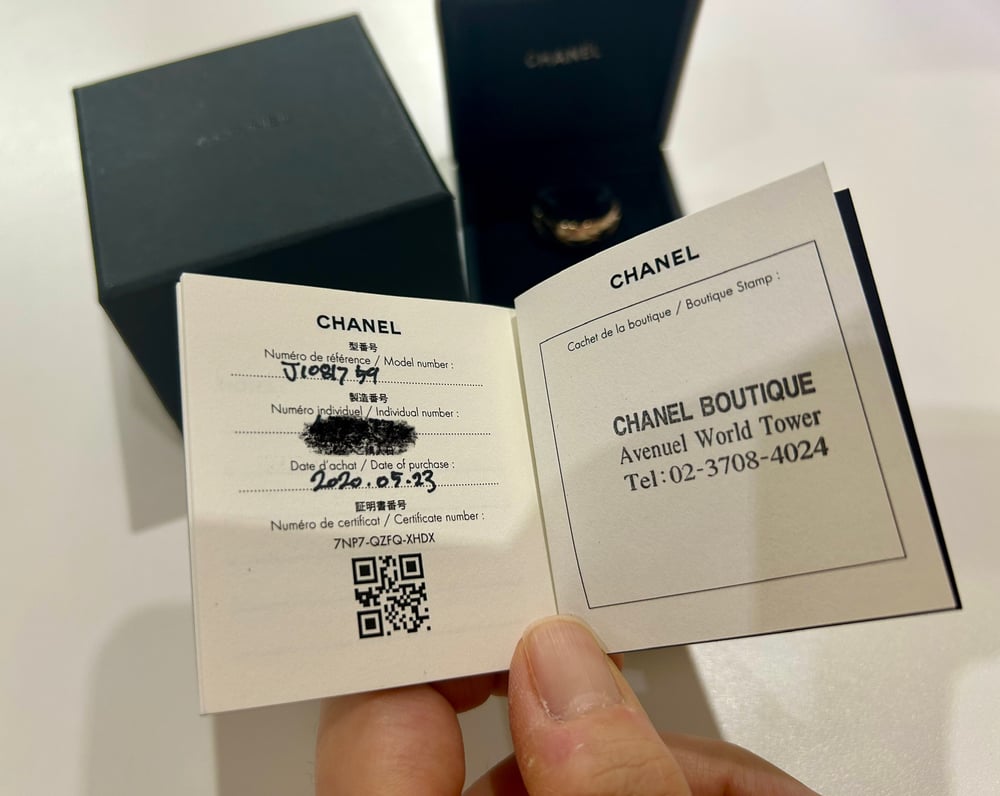 CHANEL
CHANEL
CHANEL
型番号
Numéro de référence / Model number :
J10817 59
製造番号
Numéro individuel / Individual number :
Date d'achat / Date of purchase :
2020.05.23
証明書番号
Numéro de certificat / Certificate number :
7NP7-QZFQ-XHDX
CHANEL
Cachet de la boutique / Boutique Stamp :
CHANEL BOUTIQUE
Avenuel World Tower
Tel:02-3708-4024